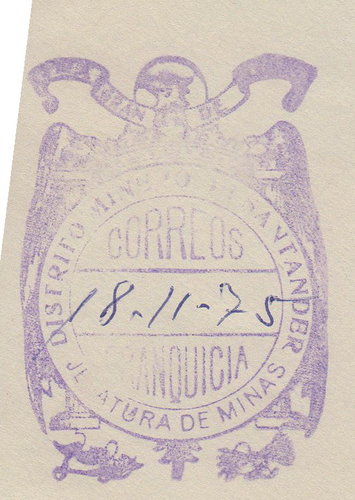 DISTRITO MINERO DE SANTANDER
CORREOS
18-11-75
FRANQUICIA
JEFATURA DE MINAS